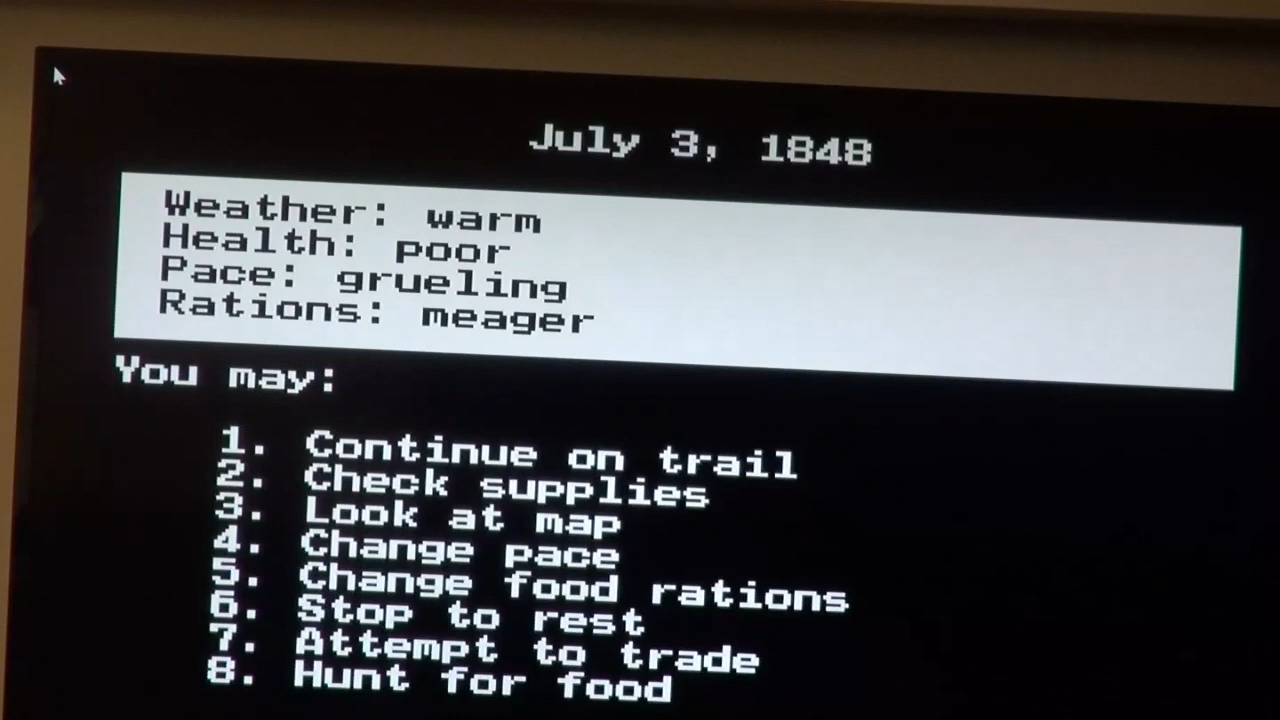 July 3, 1848
Weather: warm
Health: poor
Pace: grueling
Rations: meager
You may:
1. Continue on trail
2. Check supplies
3. Look at map
4. Change pace
5. Change food rations
6. Stop to rest
7. Attempt to trade
8. Hunt for food